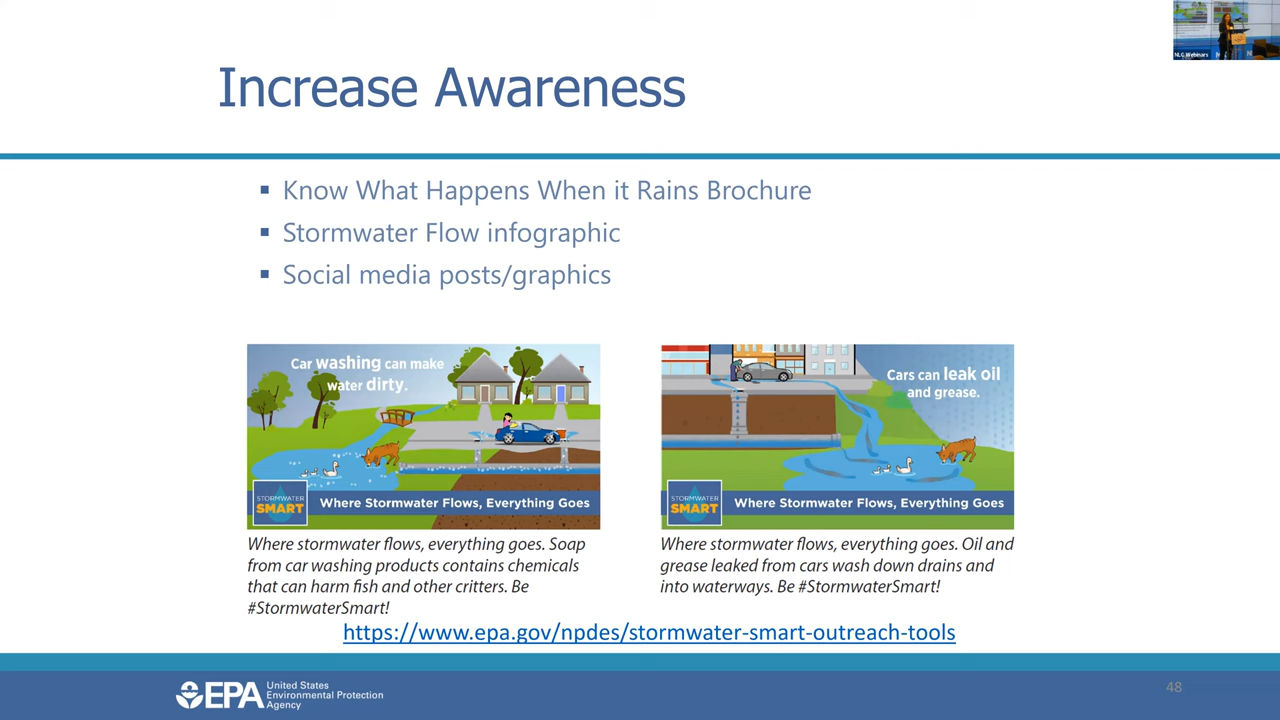 NLC Webinars
Increase Awareness
▪ Know What Happens When it Rains Brochure
▪ Stormwater Flow infographic
▪ Social media posts/graphics
Car washing can make
water dirty.
STORMWATER
SMART
Where Stormwater Flows, Everything Goes
Cars can leak oil
and grease.
STORMWATER
SMART
Where Stormwater Flows, Everything Goes
Where stormwater flows, everything goes. Soap
from car washing products contains chemicals
that can harm fish and other critters. Be
#StormwaterSmart!
Where stormwater flows, everything goes. Oil and
grease leaked from cars wash down drains and
into waterways. Be #StormwaterSmart!
https://www.epa.gov/npdes/stormwater-smart-outreach-tools
EPA
United States
Environmental Protection
Agency
48